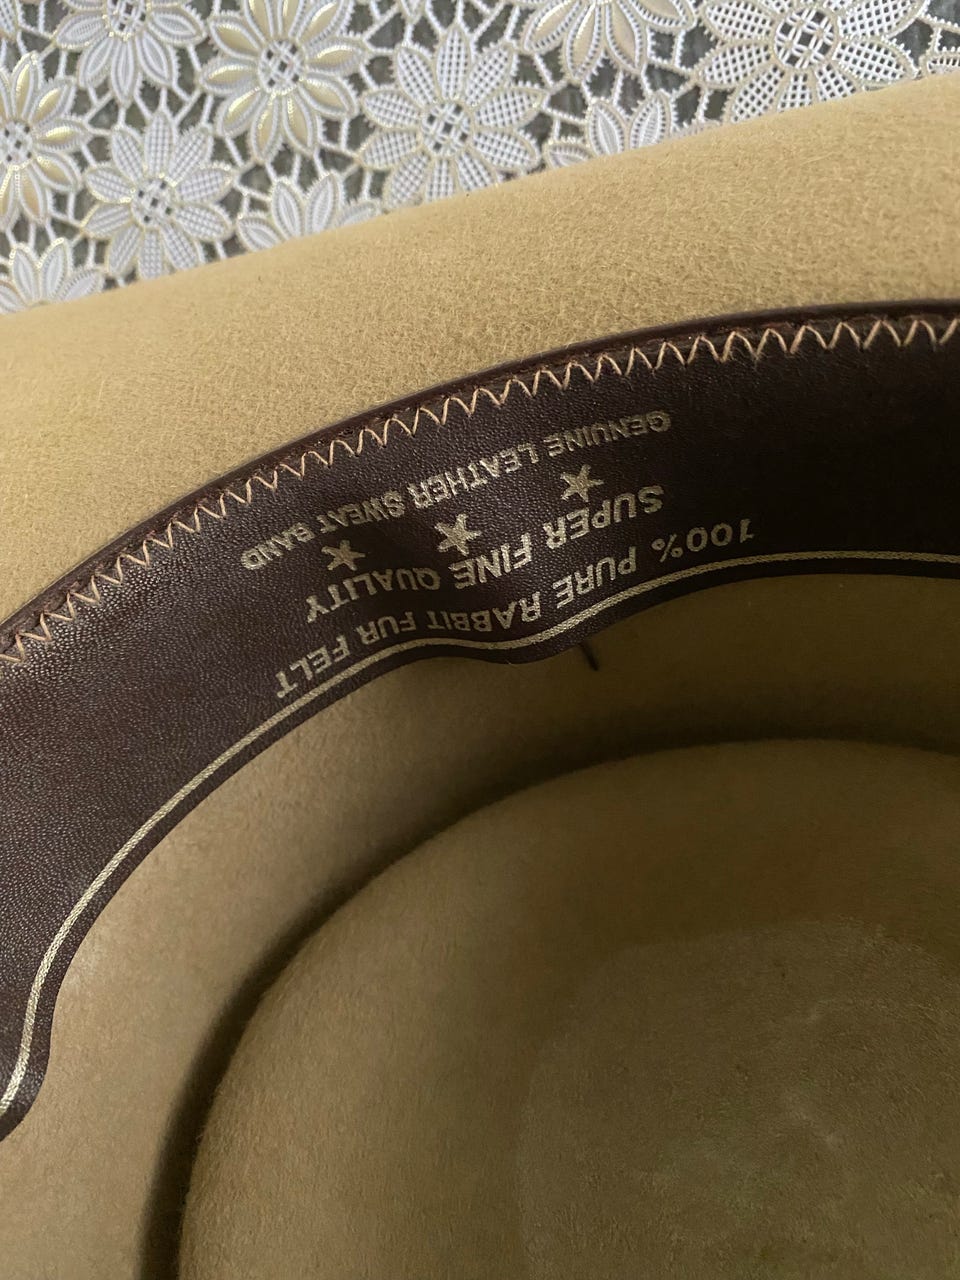 100% PURE RABBIT FUR FELT
SUPER FINE QUALITY
GENUINE LEATHER SWEAT BAND